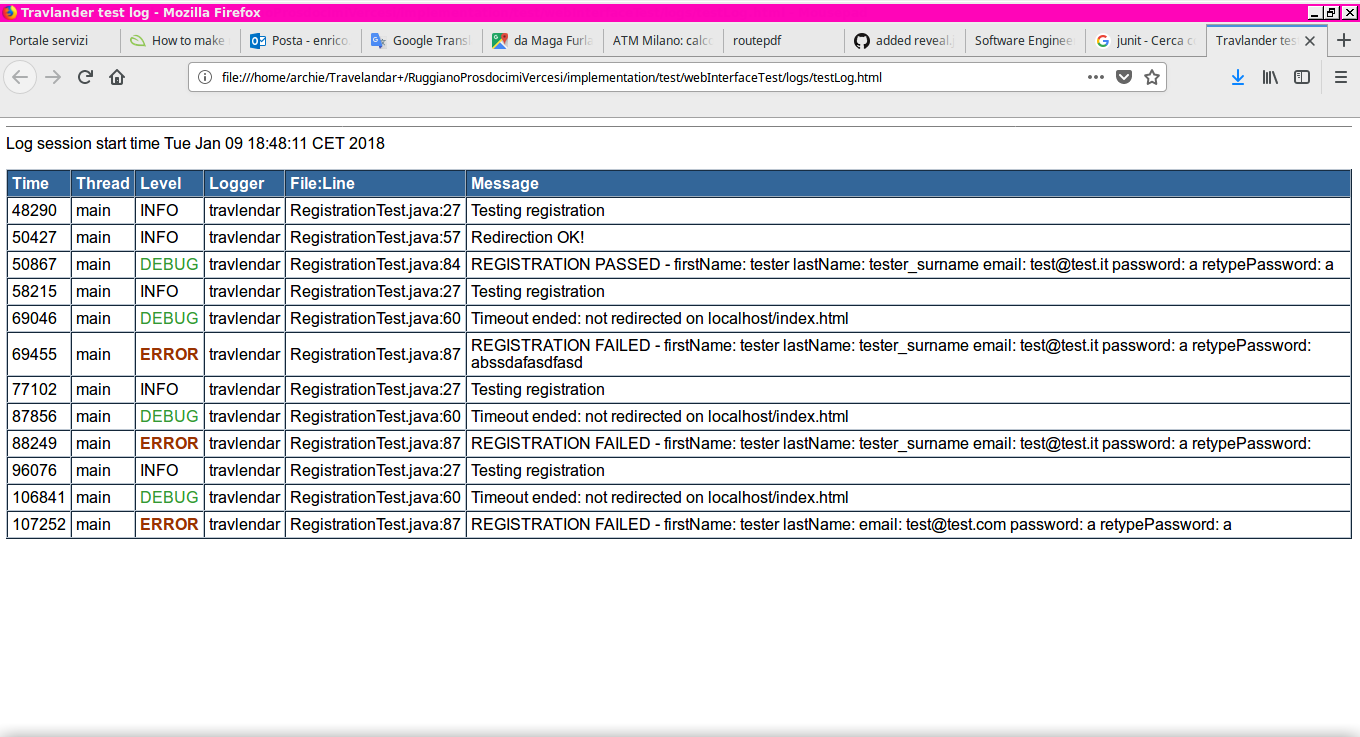 Travlander test log - Mozilla Firefox
Portale servizi
How to make
Posta - enrico.
Google Transl
da Maga Furla
ATM Milano: calco
routepdf
added reveal.j
Software Enginee
junit - Cerca c
Travlander tes
file:///home/archie/Travelandar+/RuggianoProsdocimiVercesi/implementation/test/webInterfaceTest/logs/testLog.html
Log session start time Tue Jan 09 18:48:11 CET 2018
Time Thread Level Logger File:Line Message
48290 main INFO travlendar RegistrationTest.java:27 Testing registration
50427 main INFO travlendar RegistrationTest.java:57 Redirection OK!
50867 main DEBUG travlendar RegistrationTest.java:84 REGISTRATION PASSED - firstName: tester lastName: tester_surname email: test@test.it password: a retypePassword: a
58215 main INFO travlendar RegistrationTest.java:27 Testing registration
69046 main DEBUG travlendar RegistrationTest.java:60 Timeout ended: not redirected on localhost/index.html
69455 main ERROR travlendar RegistrationTest.java:87 REGISTRATION FAILED - firstName: tester lastName: tester_surname email: test@test.it password: a retypePassword:
abssdafasdfasd
77102 main INFO travlendar RegistrationTest.java:27 Testing registration
87856 main DEBUG travlendar RegistrationTest.java:60 Timeout ended: not redirected on localhost/index.html
88249 main ERROR travlendar RegistrationTest.java:87 REGISTRATION FAILED - firstName: tester lastName: tester_surname email: test@test.it password: a retypePassword:
96076 main INFO travlendar RegistrationTest.java:27 Testing registration
106841 main DEBUG travlendar RegistrationTest.java:60 Timeout ended: not redirected on localhost/index.html
107252 main ERROR travlendar RegistrationTest.java:87 REGISTRATION FAILED - firstName: tester lastName: email: test@test.com password: a retypePassword: a